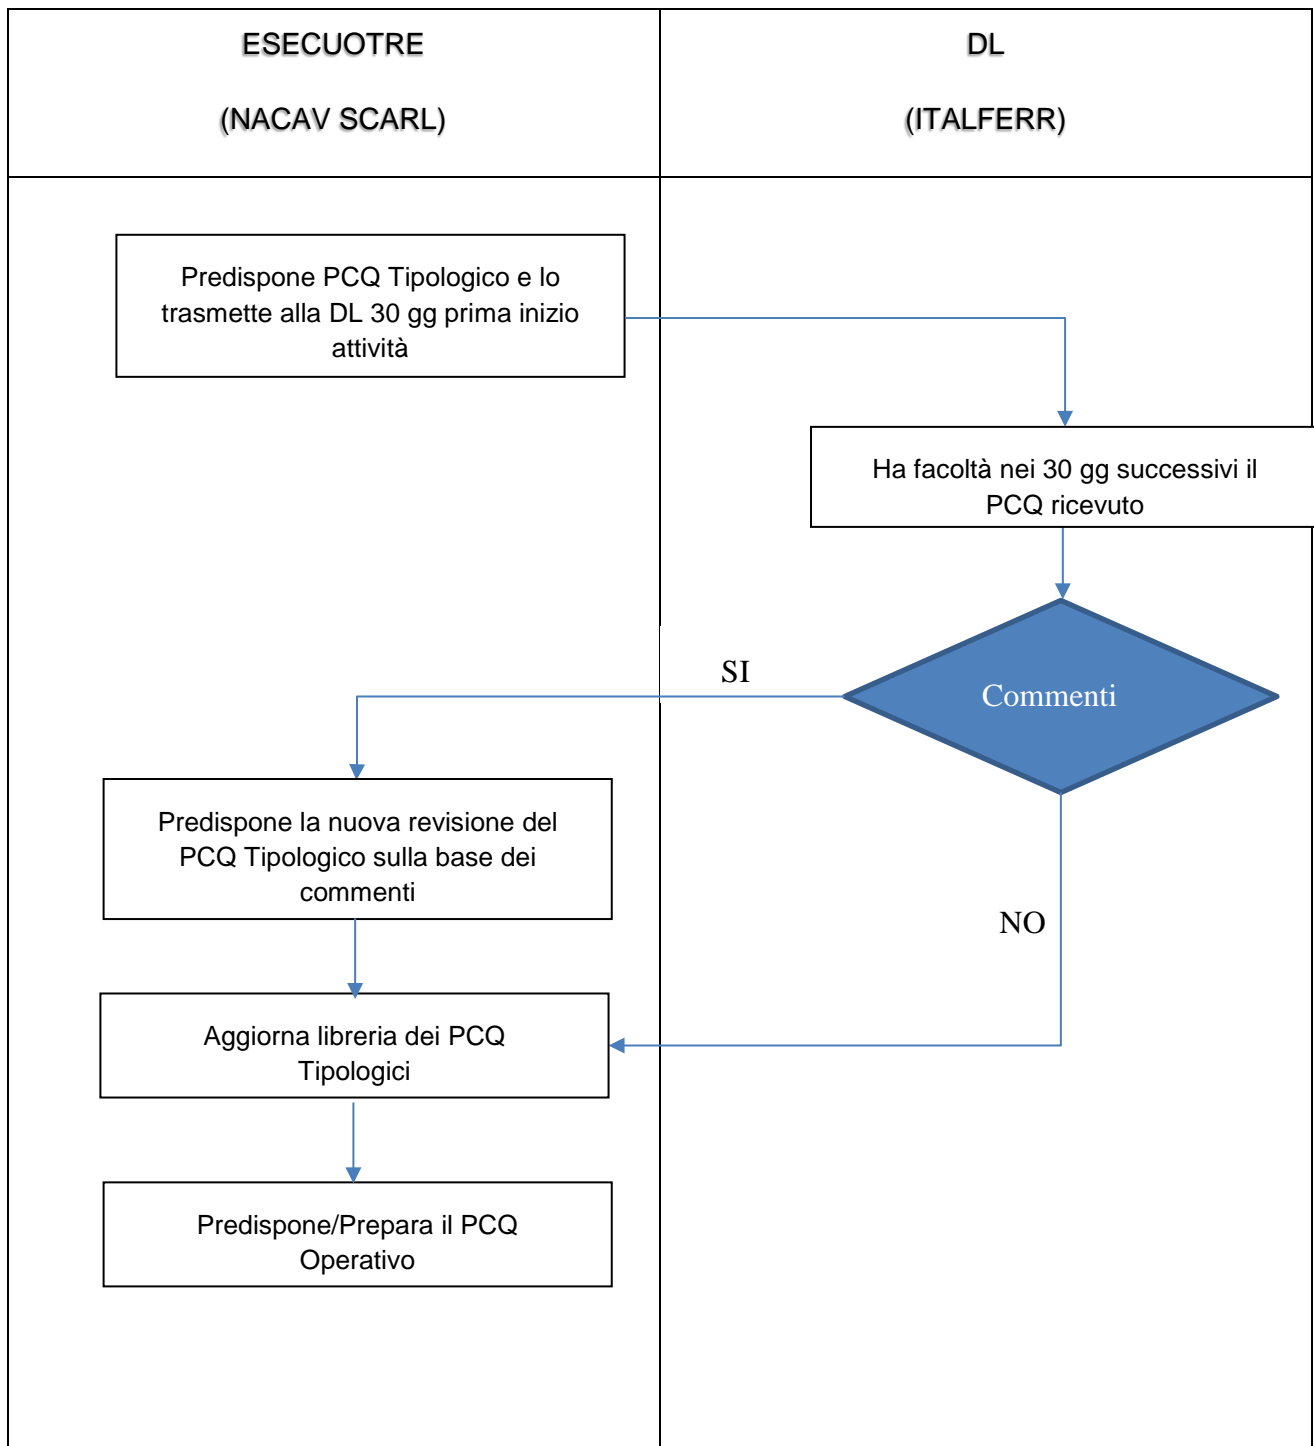 ESECUOTRE
(NACAV SCARL)
DL
(ITALFERR)
Predispone PCQ Tipologico e lo
trasmette alla DL 30 gg prima inizio
attività
Ha facoltà nei 30 gg successivi il
PCQ ricevuto
SI
Commenti
Predispone la nuova revisione del
PCQ Tipologico sulla base dei
commenti
NO
Aggiorna libreria dei PCQ
Tipologici
Predispone/Prepara il PCQ
Operativo